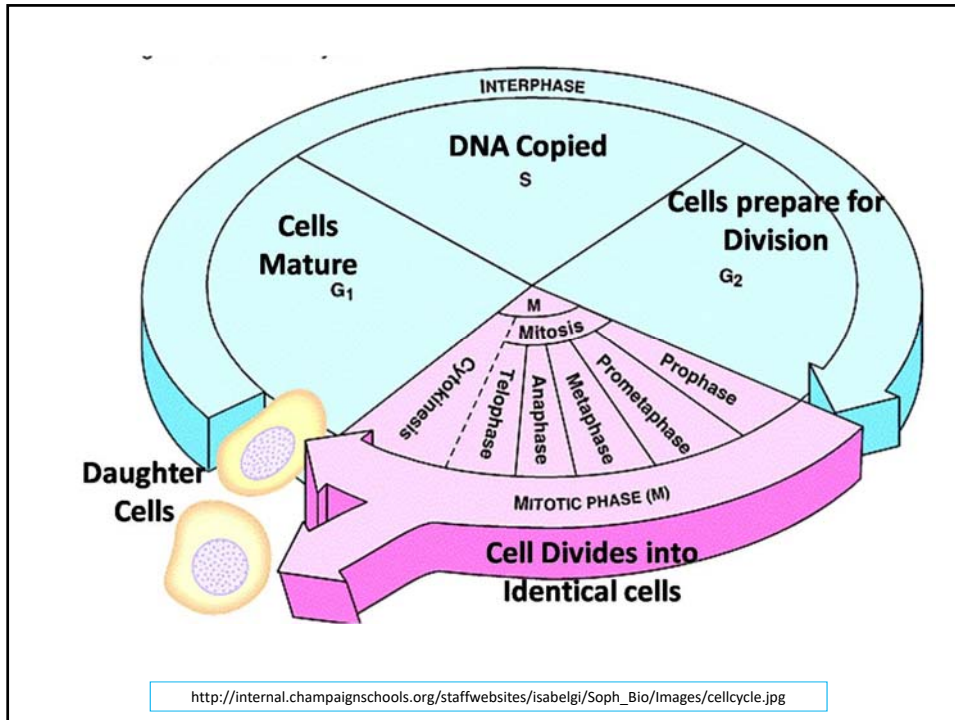 INTERPHASE
DNA Copied
S
Cells prepare for
Division
G2
Cells
Mature
G1
M
Mitosis
Prophase
Prometaphase
Metaphase
Anaphase
Telophase
Cytokinesis
MITOTIC PHASE (M)
Daughter
Cells
Cell Divides into
Identical cells
http://internal.champaignschools.org/staffwebsites/isabelgi/Soph_Bio/Images/cellcycle.jpg